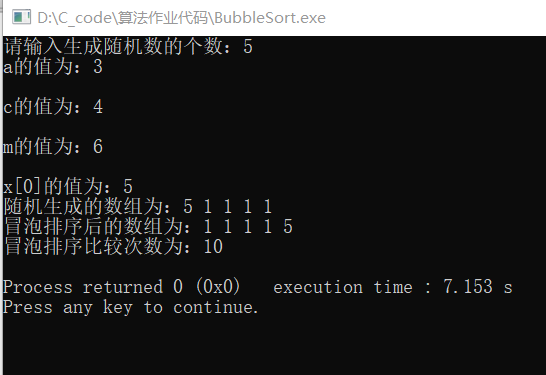 D:\C_code\算法作业代码\BubbleSort.exe
请输入生成随机数的个数：5
a的值为：3
c的值为：4
m的值为：6
x[0]的值为：5
随机生成的数组为：5 1 1 1 1
冒泡排序后的数组为：1 1 1 1 5
冒泡排序比较次数为：10
Process returned 0 (0x0)   execution time : 7.153 s
Press any key to continue.